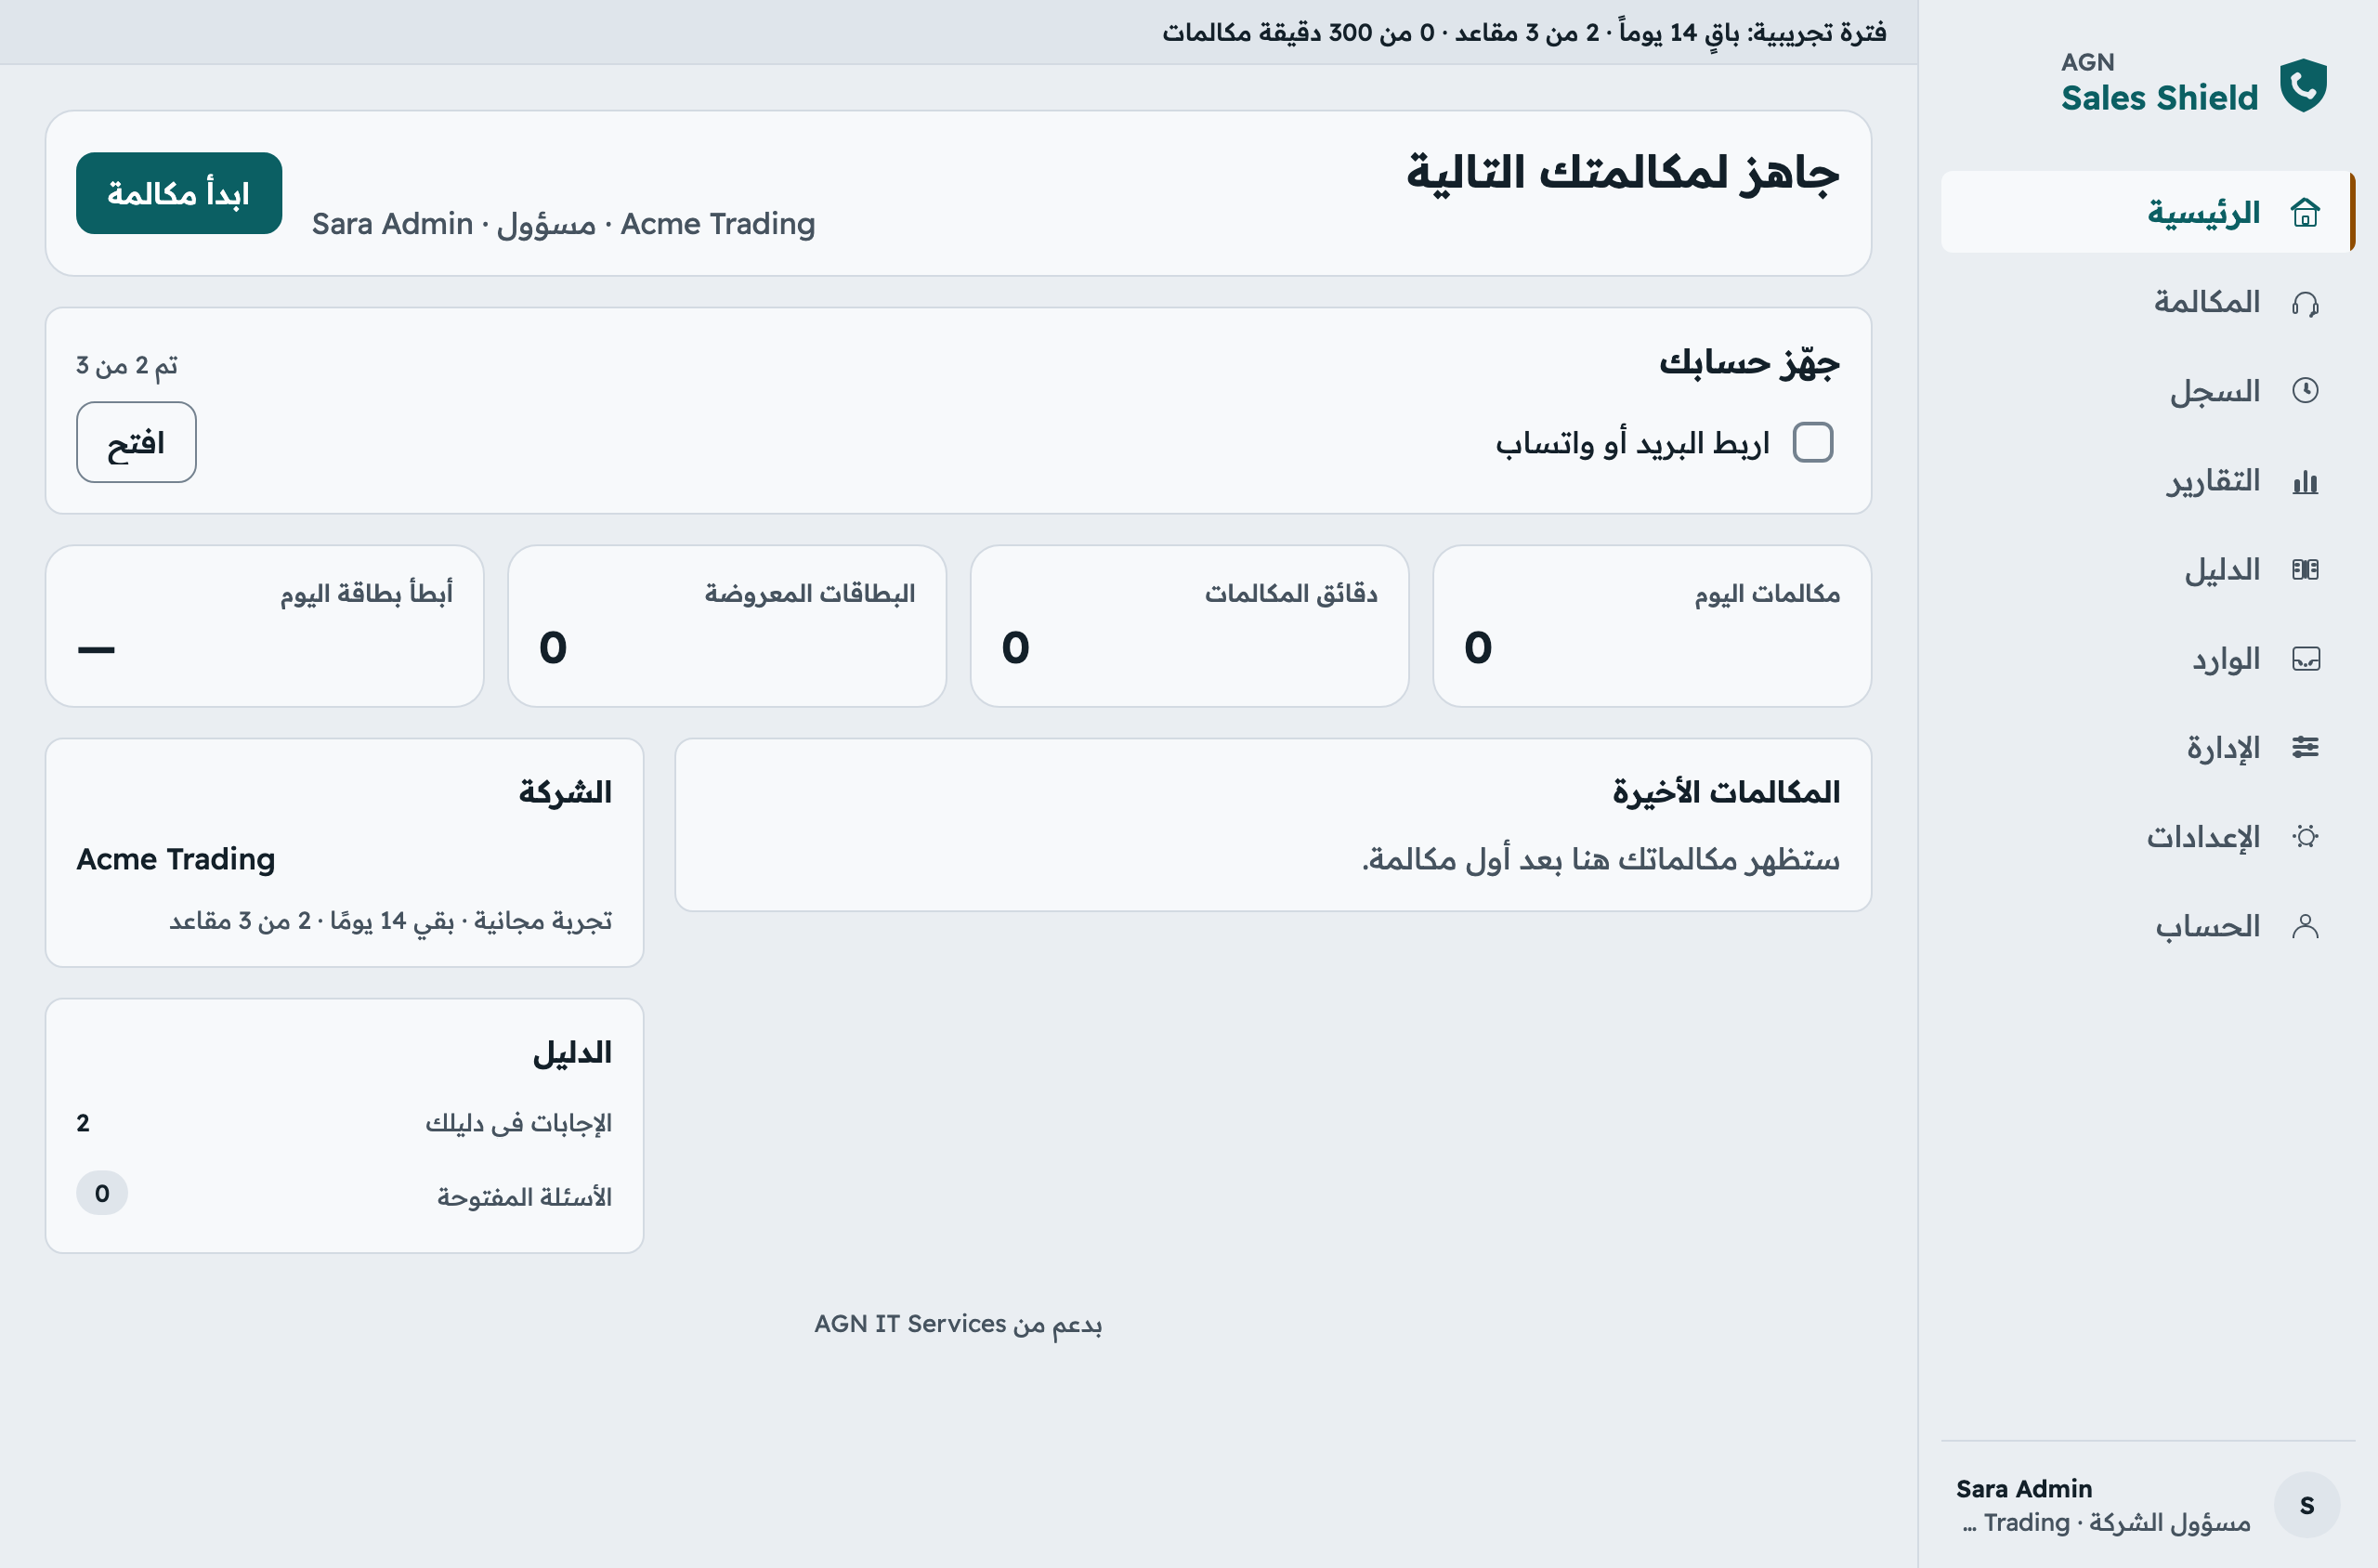 فترة تجريبية: باقٍ 14 يوماً · 2 من 3 مقاعد · 0 من 300 دقيقة مكالمات
AGN
Sales Shield
الرئيسية
المكالمة
السجل
التقارير
الدليل
الوارد
الإدارة
الإعدادات
الحساب
جاهز لمكالمتك التالية
Sara Admin · مسؤول · Acme Trading
ابدأ مكالمة
جهّز حسابك
تم 2 من 3
اربط البريد أو واتساب
افتح
مكالمات اليوم
0
دقائق المكالمات
0
البطاقات المعروضة
0
أبطأ بطاقة اليوم
—
المكالمات الأخيرة
ستظهر مكالماتك هنا بعد أول مكالمة.
الشركة
Acme Trading
تجربة مجانية · بقي 14 يومًا · 2 من 3 مقاعد
الدليل
الإجابات في دليلك
2
الأسئلة المفتوحة
0
بدعم من AGN IT Services
S
Sara Admin
مسؤول الشركة · Trading ...